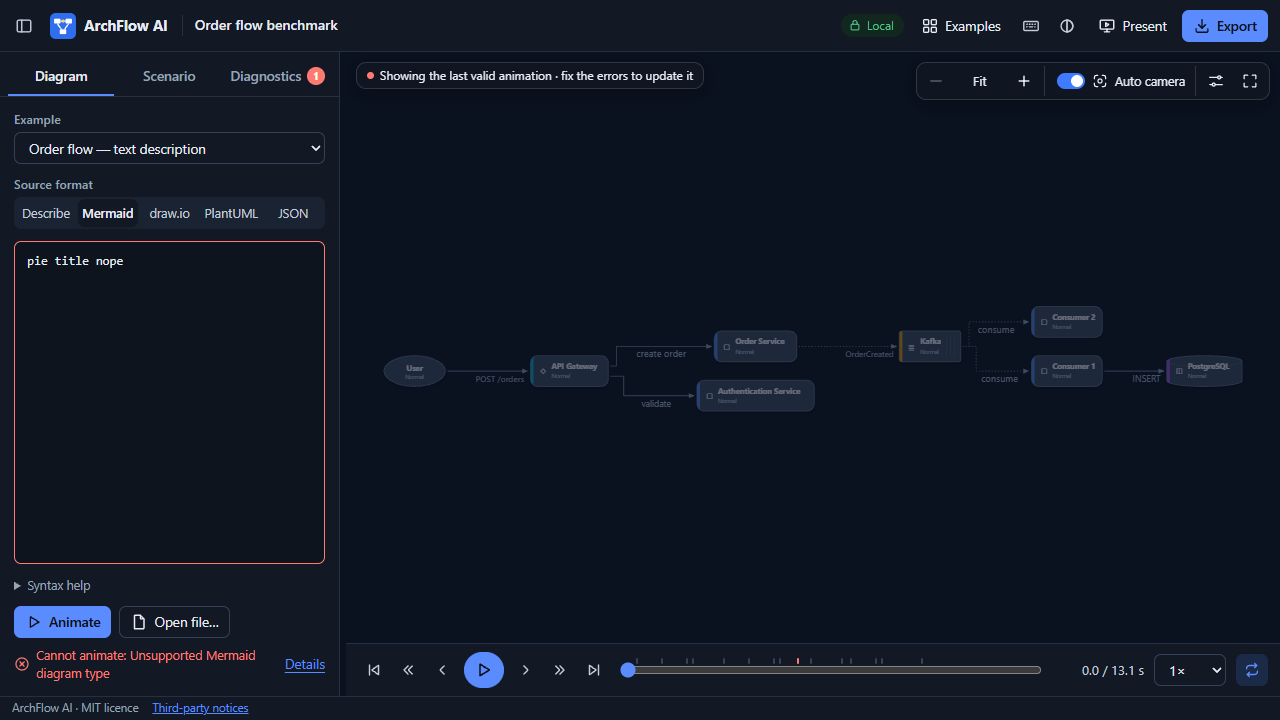 ArchFlow AI
Order flow benchmark
Local
Examples
Present
Export
Diagram
Scenario
Diagnostics 1
Example
Order flow — text description
Source format
Describe
Mermaid
draw.io
PlantUML
JSON
pie title nope
Syntax help
Animate
Open file...
Cannot animate: Unsupported Mermaid
diagram type
Details
Showing the last valid animation · fix the errors to update it
Fit
Auto camera
User
Normal
POST /orders
API Gateway
Normal
create order
validate
Order Service
Normal
Authentication Service
Normal
OrderCreated
Kafka
Normal
consume
consume
Consumer 2
Normal
Consumer 1
Normal
INSERT
PostgreSQL
Normal
0.0 / 13.1 s
1×
ArchFlow AI · MIT licence
Third-party notices